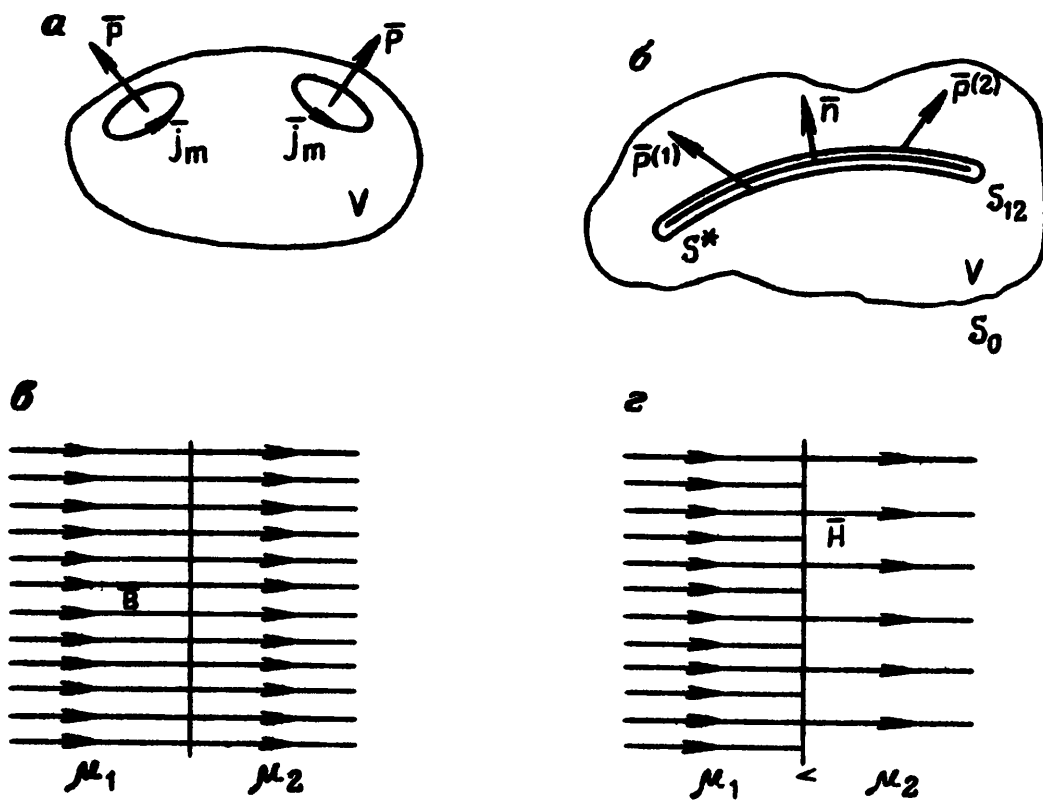 а
P̅
P̅
j̅m
j̅m
V
б
p̅(1)
n̅
p̅(2)
S12
S*
V
S0
в
B̅
μ1 μ2
г
H̅
μ1 < μ2